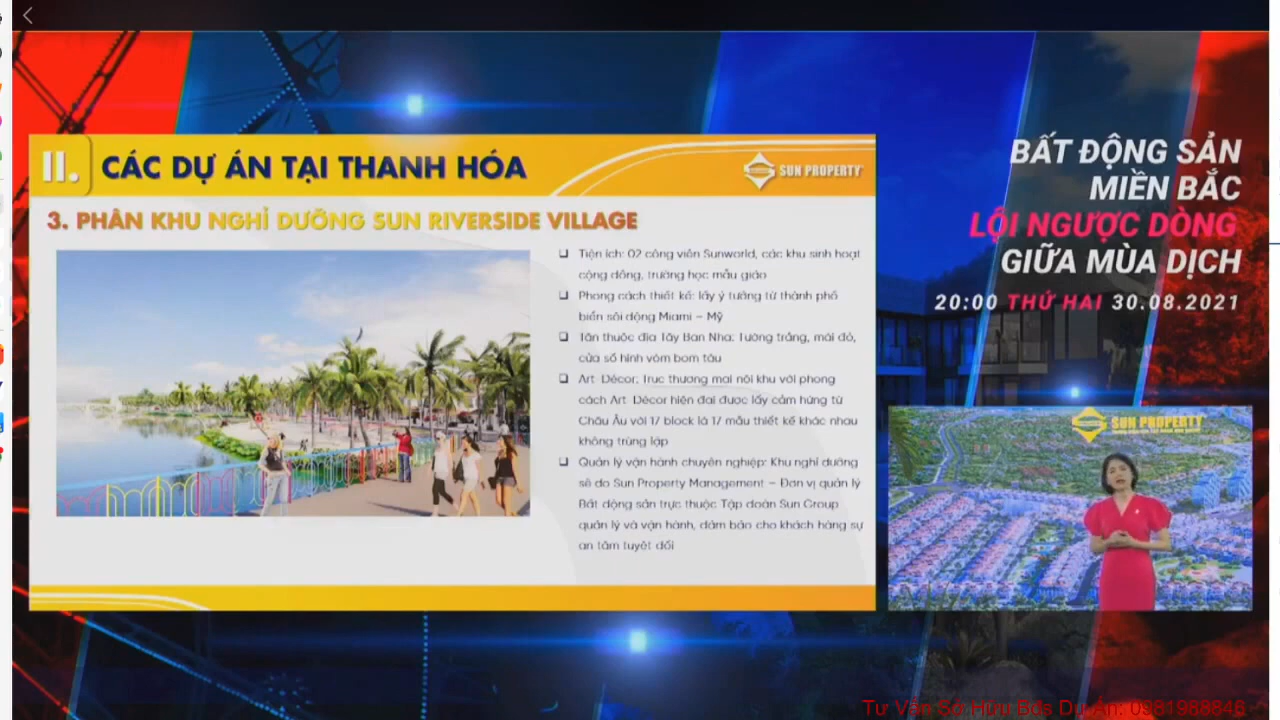 II. CÁC DỰ ÁN TẠI THANH HÓA
SUN PROPERTY
3. PHÂN KHU NGHỈ DƯỠNG SUN RIVERSIDE VILLAGE
Tiện ích: 02 công viên Sunworld, các khu sinh hoạt
cộng đồng, trường học mẫu giáo
Phong cách thiết kế: lấy ý tưởng từ thành phố
biển sôi động Miami – Mỹ
Tân thuộc địa Tây Ban Nha: Tường trắng, mái đỏ,
cửa sổ hình vòm bom tâu
Art-Décor: Trục thương mại nội khu với phong
cách Art-Décor hiện đại được lấy cảm hứng từ
Châu Âu với 17 block là 17 mẫu thiết kế khác nhau
không trùng lặp
Quản lý vận hành chuyên nghiệp: Khu nghỉ dưỡng
sẽ do Sun Property Management – Đơn vị quản lý
Bất động sản trực thuộc Tập đoàn Sun Group
quản lý và vận hành, đảm bảo cho khách hàng sự
an tâm tuyệt đối
BẤT ĐỘNG SẢN
MIỀN BẮC
LỘI NGƯỢC DÒNG
GIỮA MÙA DỊCH
20:00 THỨ HAI 30.08.2021
SUN PROPERTY
Tư Vấn Sở Hữu Bđs Dự Án: 0981988846